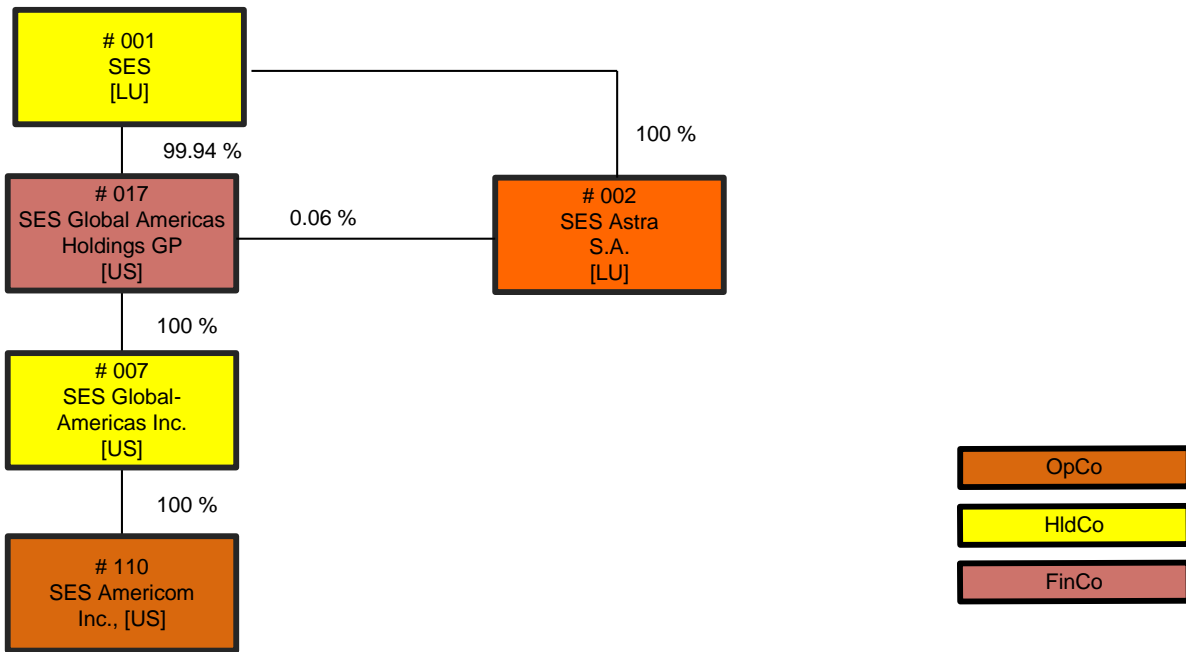 # 001
SES
[LU]
100 %
99.94 %
# 017
SES Global Americas
Holdings GP
[US]
0.06 %
# 002
SES Astra
S.A.
[LU]
100 %
# 007
SES Global-
Americas Inc.
[US]
100 %
# 110
SES Americom
Inc., [US]
OpCo
HldCo
FinCo